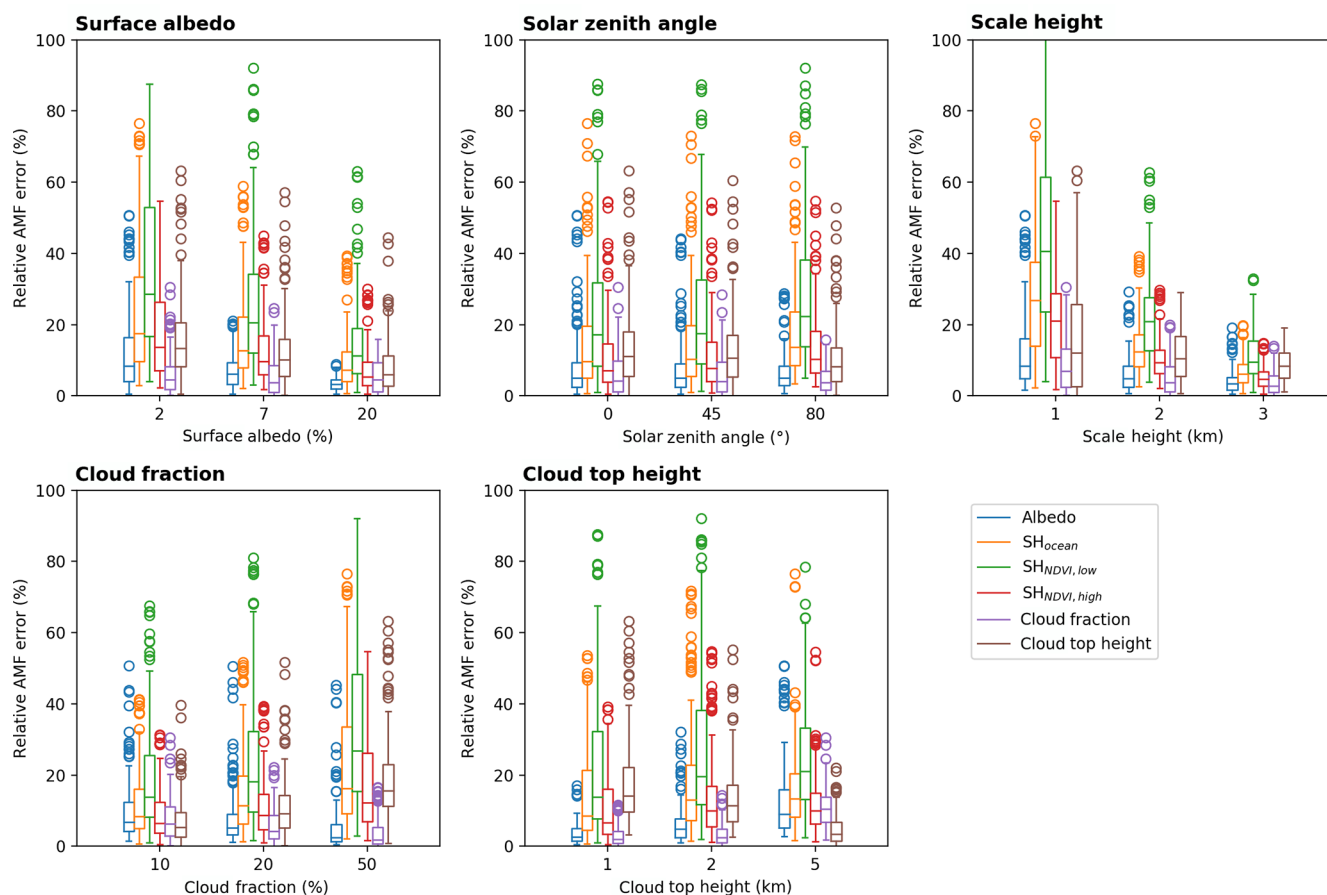 Surface albedo
Relative AMF error (%)
100
80
60
40
20
0
2 7 20
Surface albedo (%)
Solar zenith angle
Relative AMF error (%)
100
80
60
40
20
0
0 45 80
Solar zenith angle (°)
Scale height
Relative AMF error (%)
100
80
60
40
20
0
1 2 3
Scale height (km)
Cloud fraction
Relative AMF error (%)
100
80
60
40
20
0
10 20 50
Cloud fraction (%)
Cloud top height
Relative AMF error (%)
100
80
60
40
20
0
1 2 5
Cloud top height (km)
Albedo
SHocean
SHNDVI, low
SHNDVI, high
Cloud fraction
Cloud top height